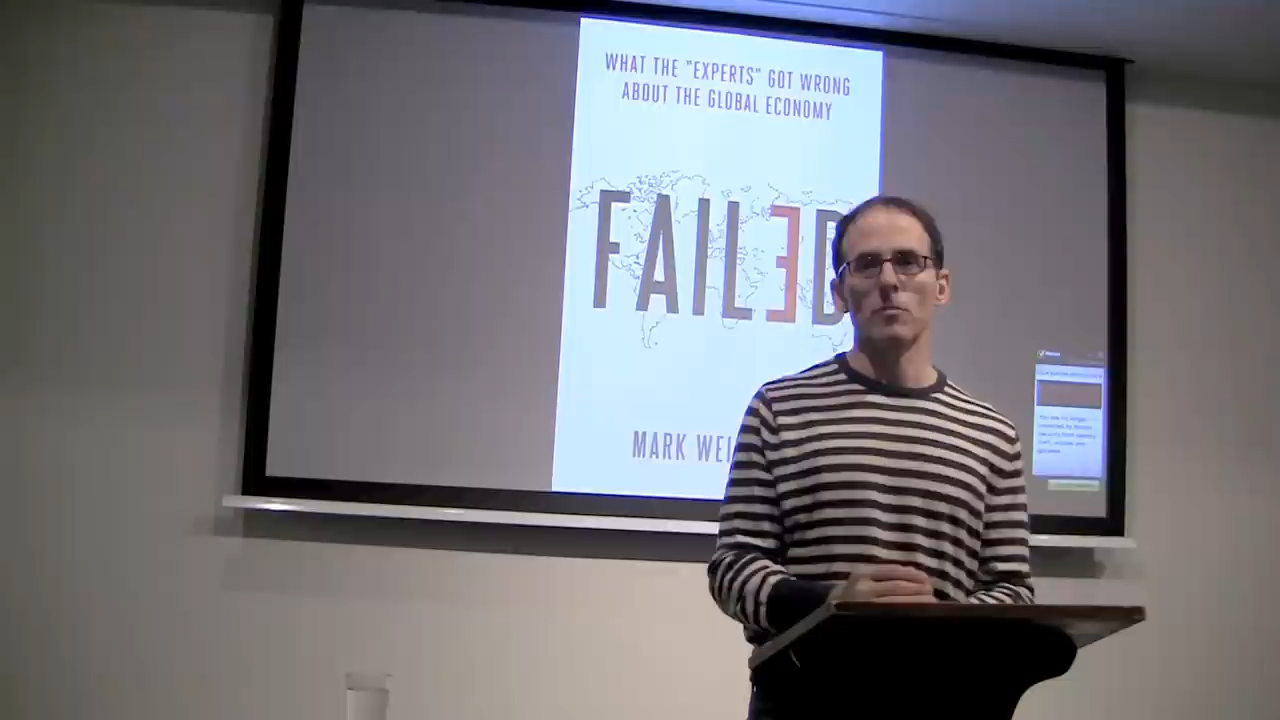 WHAT THE "EXPERTS" GOT WRONG
ABOUT THE GLOBAL ECONOMY
FAILED
MARK WEI